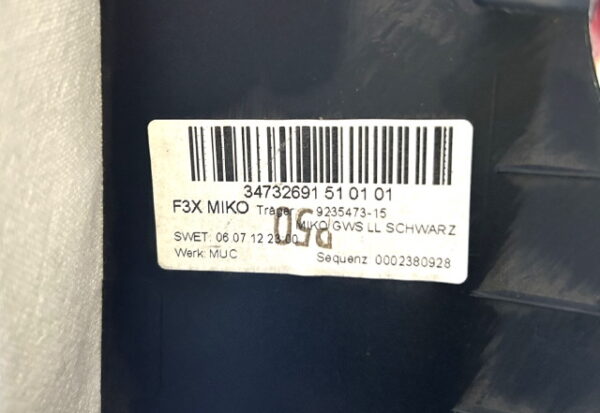 34732691 51 01 01
F3X MIKO Träger 9235473-15
MIKO/GWS LL SCHWARZ
SWET: 06.07.12 23:00
Werk: MUC Sequenz 0002380928